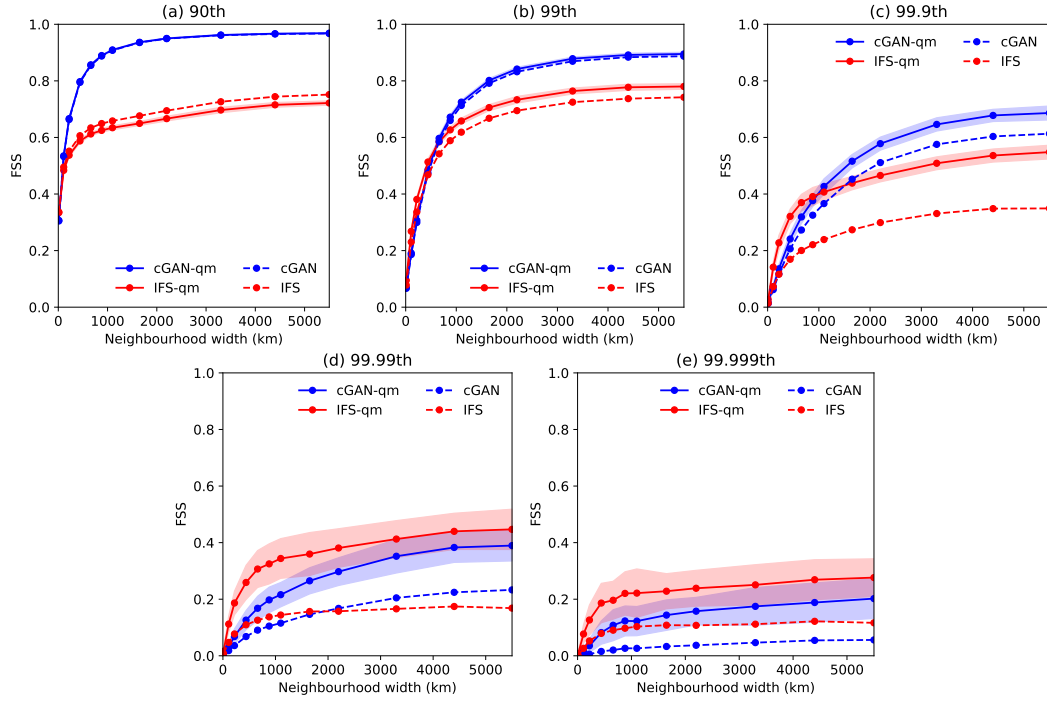 (a) 90th
1.0
0.8
0.6
0.4
0.2
0.0
FSS
cGAN-qm
IFS-qm
cGAN
IFS
0 1000 2000 3000 4000 5000
Neighbourhood width (km)
(b) 99th
1.0
0.8
0.6
0.4
0.2
0.0
FSS
cGAN-qm
IFS-qm
cGAN
IFS
0 1000 2000 3000 4000 5000
Neighbourhood width (km)
(c) 99.9th
1.0
0.8
0.6
0.4
0.2
0.0
FSS
cGAN-qm
IFS-qm
cGAN
IFS
0 1000 2000 3000 4000 5000
Neighbourhood width (km)
(d) 99.99th
1.0
0.8
0.6
0.4
0.2
0.0
FSS
cGAN-qm
IFS-qm
cGAN
IFS
0 1000 2000 3000 4000 5000
Neighbourhood width (km)
(e) 99.999th
1.0
0.8
0.6
0.4
0.2
0.0
FSS
cGAN-qm
IFS-qm
cGAN
IFS
0 1000 2000 3000 4000 5000
Neighbourhood width (km)